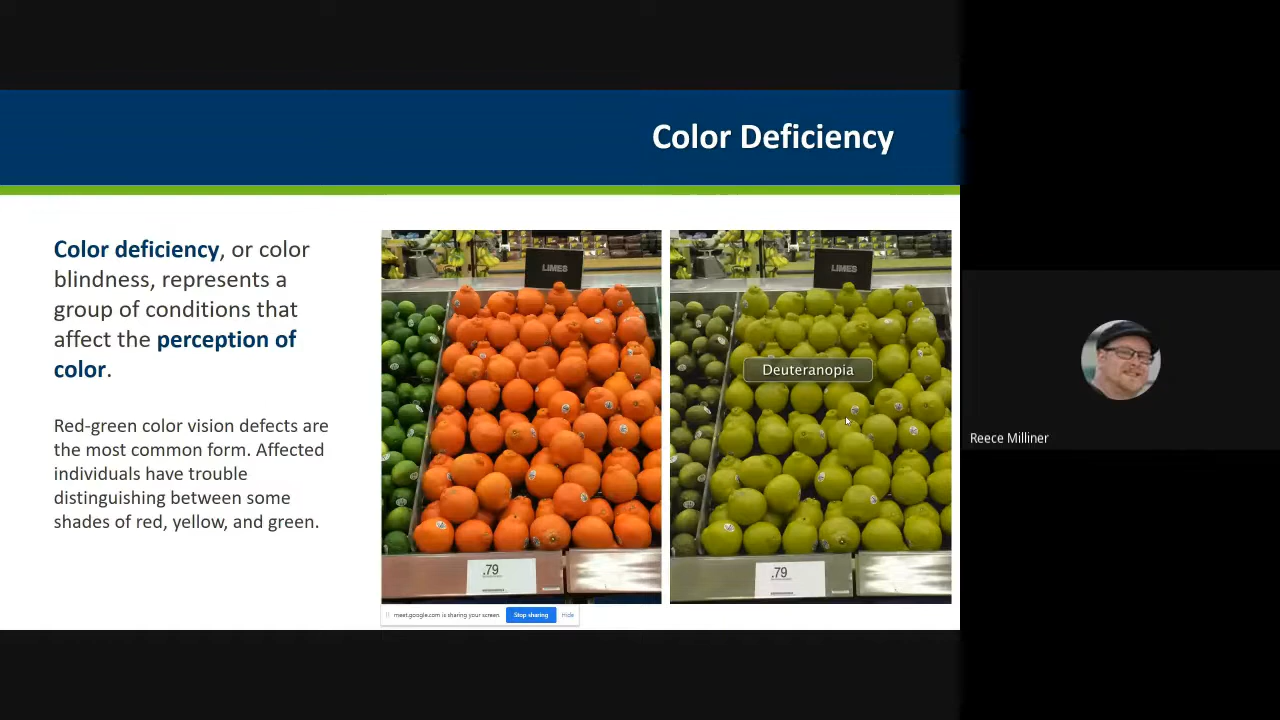 Color Deficiency
Color deficiency, or color
blindness, represents a
group of conditions that
affect the perception of
color.
Red-green color vision defects are
the most common form. Affected
individuals have trouble
distinguishing between some
shades of red, yellow, and green.
LIMES
.79
LIMES
Deuteranopia
.79
meet.google.com is sharing your screen.
Stop sharing
Hide
Reece Milliner